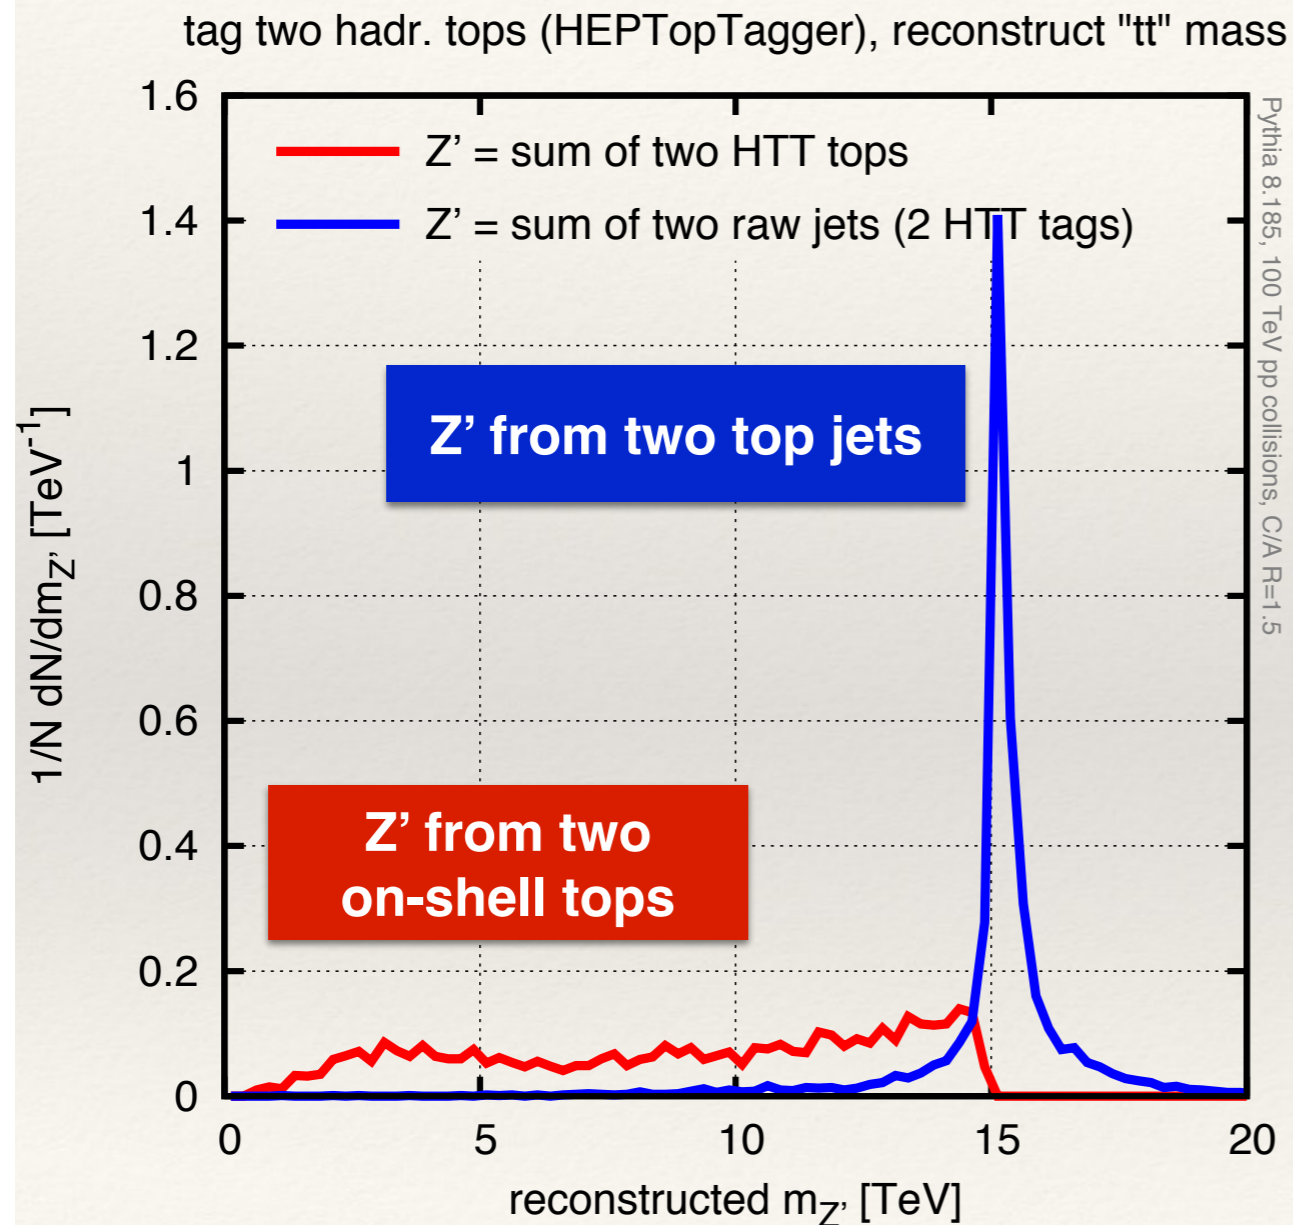 tag two hadr. tops (HEPTopTagger), reconstruct "tt" mass
1.6
Z’ = sum of two HTT tops
1.4
Z’ = sum of two raw jets (2 HTT tags)
1.2
Z’ from two top jets
1
0.8
0.6
Z’ from two
on-shell tops
0.4
0.2
0
0 5 10 15 20
reconstructed m_Z’ [TeV]
1/N dN/dm_Z’ [TeV⁻¹]
Pythia 8.185, 100 TeV pp collisions, C/A R=1.5